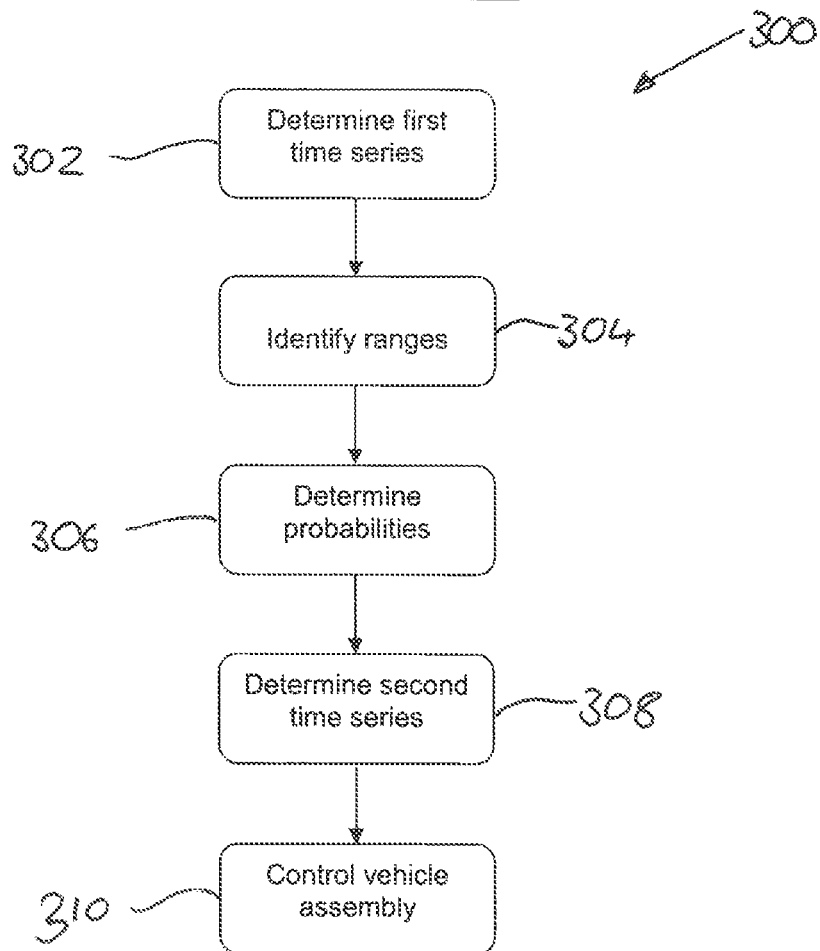 300
302
Determine first
time series
Identify ranges
304
306
Determine
probabilities
Determine second
time series
308
310
Control vehicle
assembly